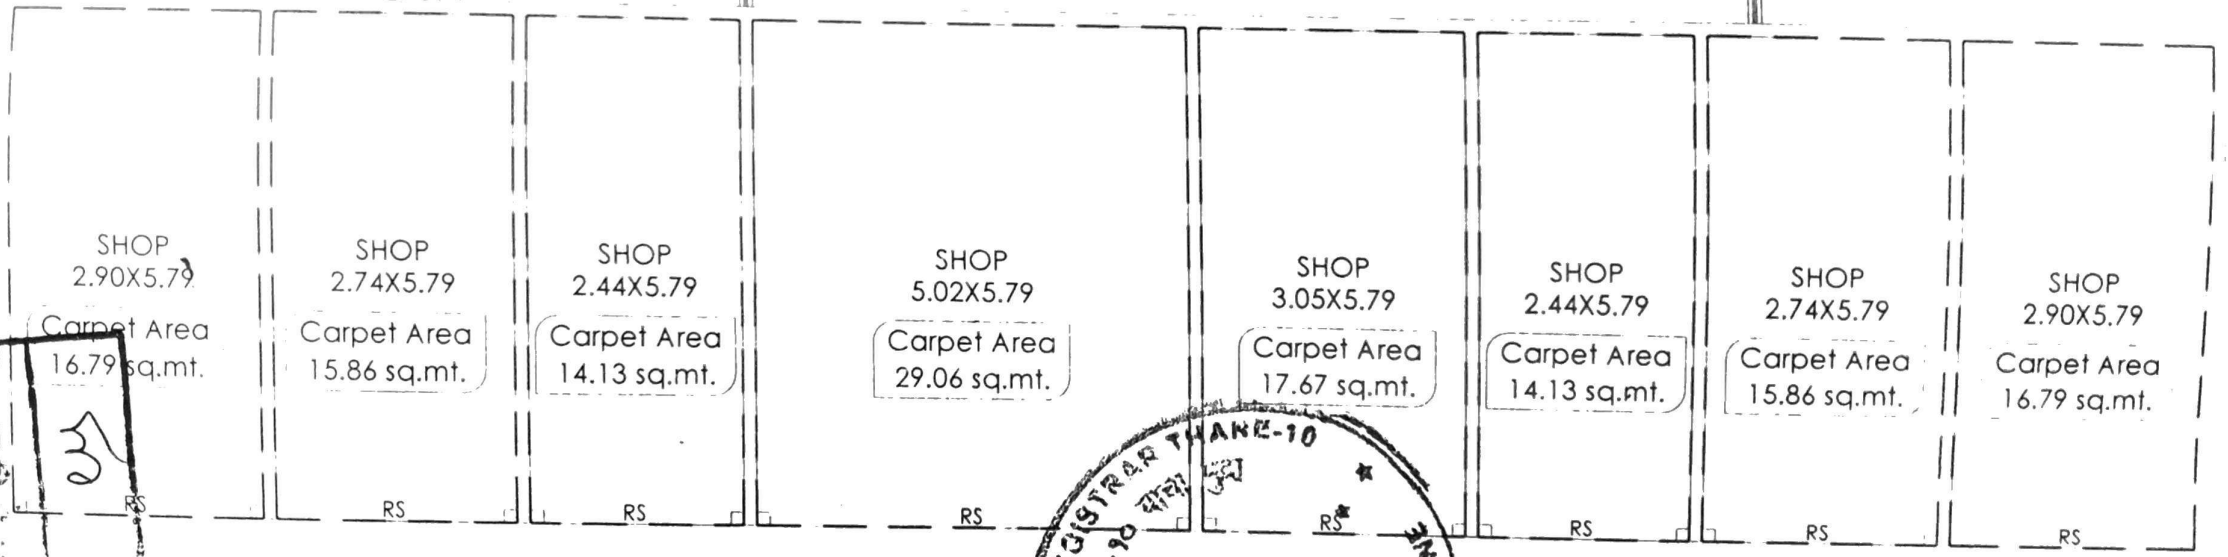 SHOP
2.90X5.79
Carpet Area
16.79 sq.mt.
RS
SHOP
2.74X5.79
Carpet Area
15.86 sq.mt.
RS
SHOP
2.44X5.79
Carpet Area
14.13 sq.mt.
RS
SHOP
5.02X5.79
Carpet Area
29.06 sq.mt.
RS
SHOP
3.05X5.79
Carpet Area
17.67 sq.mt.
RS
SHOP
2.44X5.79
Carpet Area
14.13 sq.mt.
RS
SHOP
2.74X5.79
Carpet Area
15.86 sq.mt.
RS
SHOP
2.90X5.79
Carpet Area
16.79 sq.mt.
RS
THANE-10